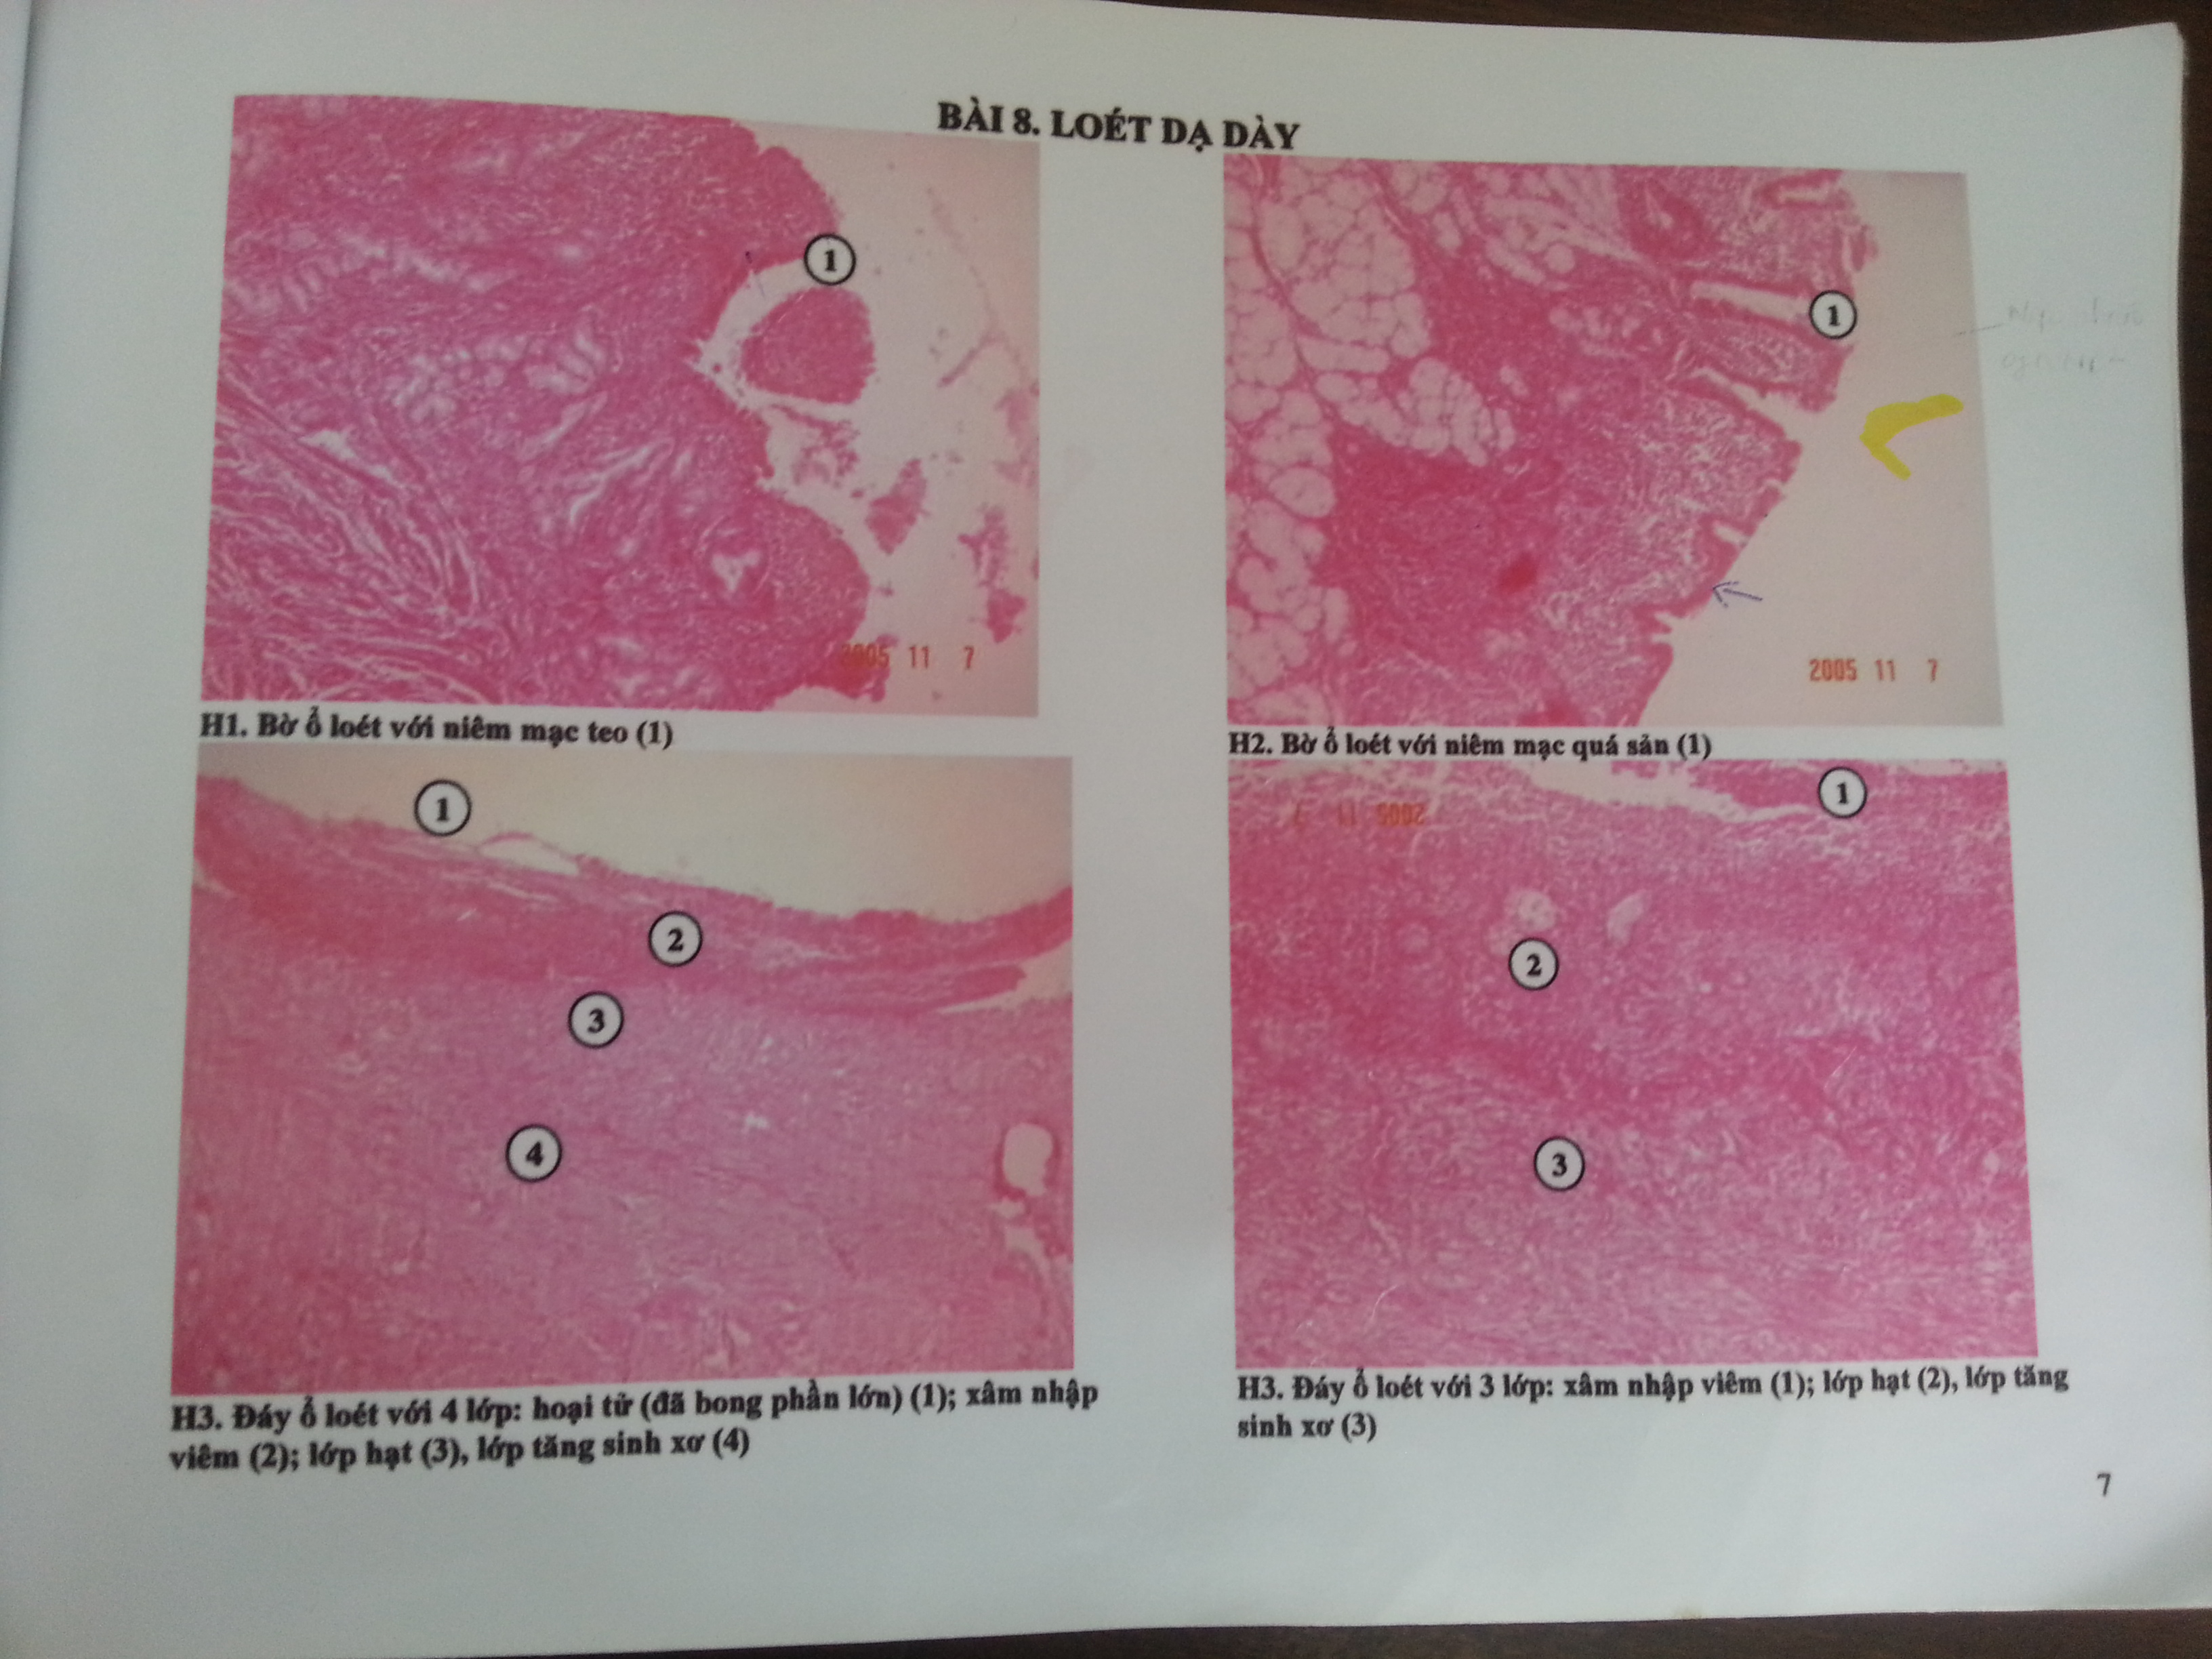 BÀI 8. LOÉT DẠ DÀY
1
2005 11 7
H1. Bờ ổ loét với niêm mạc teo (1)
1
2005 11 7
H2. Bờ ổ loét với niêm mạc quá sản (1)
1
2
3
4
H3. Đáy ổ loét với 4 lớp: hoại tử (đã bong phần lớn) (1); xâm nhập
viêm (2); lớp hạt (3), lớp tăng sinh xơ (4)
1
2005 11 7
2
3
H3. Đáy ổ loét với 3 lớp: xâm nhập viêm (1); lớp hạt (2), lớp tăng
sinh xơ (3)
7